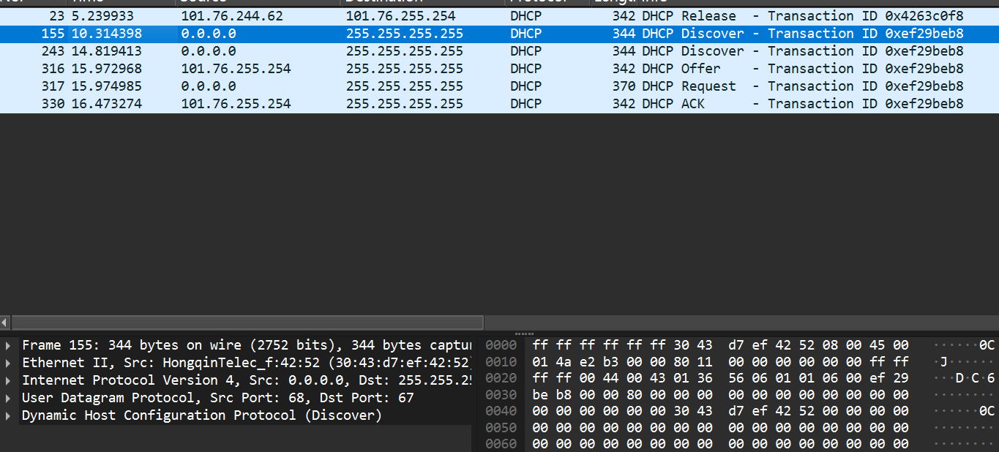 23 5.239933 101.76.244.62 101.76.255.254 DHCP 342 DHCP Release - Transaction ID 0x4263c0f8
155 10.314398 0.0.0.0 255.255.255.255 DHCP 344 DHCP Discover - Transaction ID 0xef29beb8
243 14.819413 0.0.0.0 255.255.255.255 DHCP 344 DHCP Discover - Transaction ID 0xef29beb8
316 15.972968 101.76.255.254 255.255.255.255 DHCP 342 DHCP Offer - Transaction ID 0xef29beb8
317 15.974985 0.0.0.0 255.255.255.255 DHCP 370 DHCP Request - Transaction ID 0xef29beb8
330 16.473274 101.76.255.254 255.255.255.255 DHCP 342 DHCP ACK - Transaction ID 0xef29beb8
Frame 155: 344 bytes on wire (2752 bits), 344 bytes captu
Ethernet II, Src: HongqinTelec_f:42:52 (30:43:d7:ef:42:52
Internet Protocol Version 4, Src: 0.0.0.0, Dst: 255.255.2
User Datagram Protocol, Src Port: 68, Dst Port: 67
Dynamic Host Configuration Protocol (Discover)
0000 ff ff ff ff ff ff 30 43 d7 ef 42 52 08 00 45 00 ······0C
0010 01 4a e2 b3 00 00 80 11 00 00 00 00 00 00 ff ff ·J······
0020 ff ff 00 44 00 43 01 36 56 06 01 01 06 00 ef 29 ···D·C·6
0030 be b8 00 00 80 00 00 00 00 00 00 00 00 00 00 00 ········
0040 00 00 00 00 00 00 30 43 d7 ef 42 52 00 00 00 00 ······0C
0050 00 00 00 00 00 00 00 00 00 00 00 00 00 00 00 00 ········
0060 00 00 00 00 00 00 00 00 00 00 00 00 00 00 00 00 ········